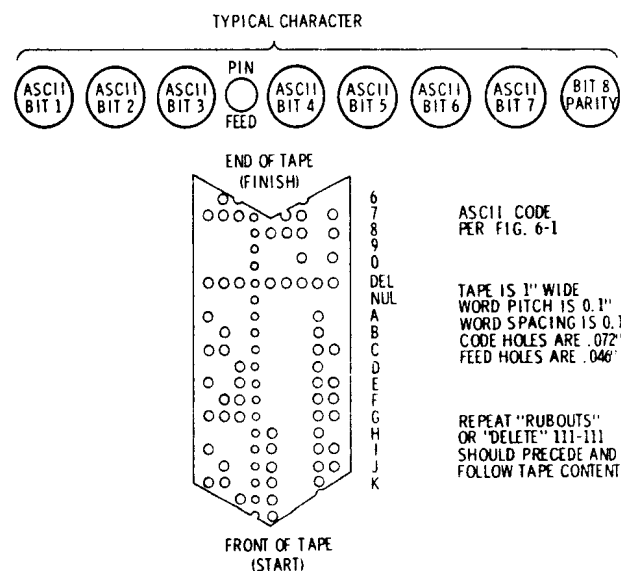 TYPICAL CHARACTER
PIN
ASCII BIT 1
ASCII BIT 2
ASCII BIT 3
ASCII BIT 4
ASCII BIT 5
ASCII BIT 6
ASCII BIT 7
BIT 8 PARITY
FEED
END OF TAPE
(FINISH)
6
7
8
9
0
DEL
NUL
A
B
C
D
E
F
G
H
I
J
K
ASCII CODE
PER FIG. 6-1
TAPE IS 1" WIDE
WORD PITCH IS 0.1"
WORD SPACING IS 0.1
CODE HOLES ARE .072"
FEED HOLES ARE .046"
REPEAT "RUBOUTS"
OR "DELETE" 111-111
SHOULD PRECEDE AND
FOLLOW TAPE CONTENT
FRONT OF TAPE
(START)